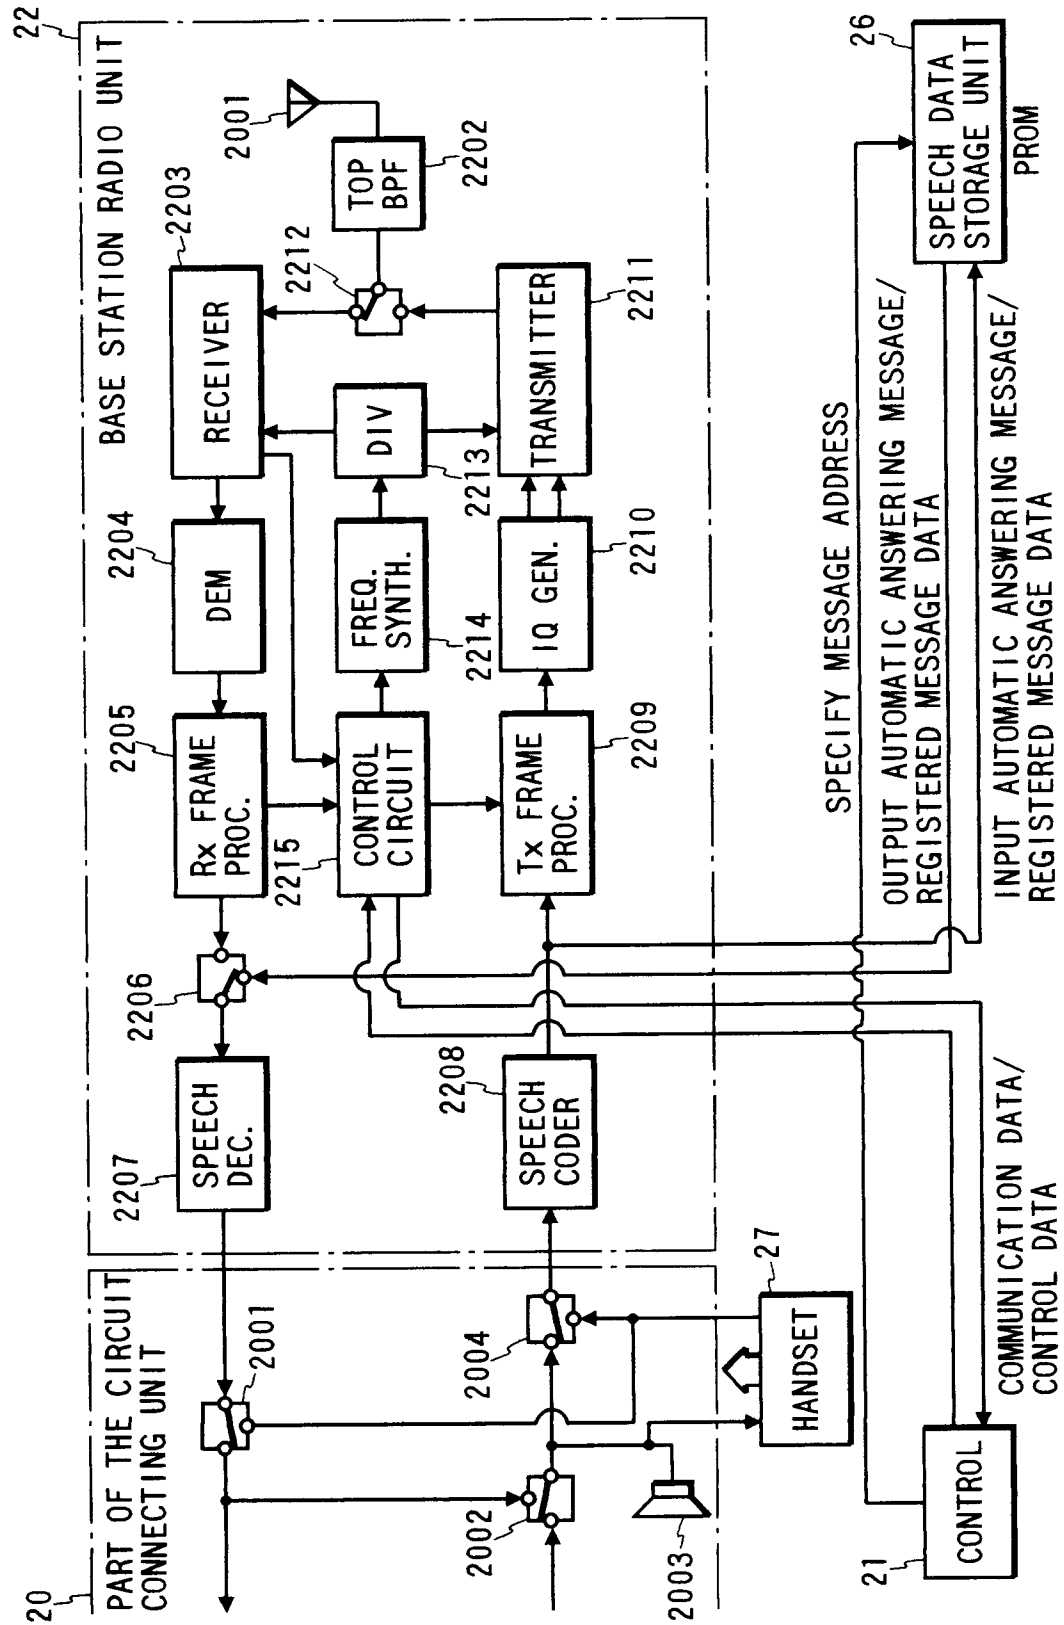 22
BASE STATION RADIO UNIT
2001
TOP
BPF
2202
2203
RECEIVER
2212
TRANSMITTER
2211
DIV
2213
2204
DEM
FREQ.
SYNTH.
2214
IQ GEN.
2210
2205
Rx FRAME
PROC.
CONTROL
CIRCUIT
2215
Tx FRAME
PROC.
2209
2206
SPEECH
DEC.
2207
SPEECH
CODER
2208
20
PART OF THE CIRCUIT
CONNECTING UNIT
2001
2002
2004
2003
HANDSET
27
CONTROL
21
COMMUNICATION DATA/
CONTROL DATA
SPECIFY MESSAGE ADDRESS
OUTPUT AUTOMATIC ANSWERING MESSAGE/
REGISTERED MESSAGE DATA
INPUT AUTOMATIC ANSWERING MESSAGE/
REGISTERED MESSAGE DATA
26
SPEECH DATA
STORAGE UNIT
PROM